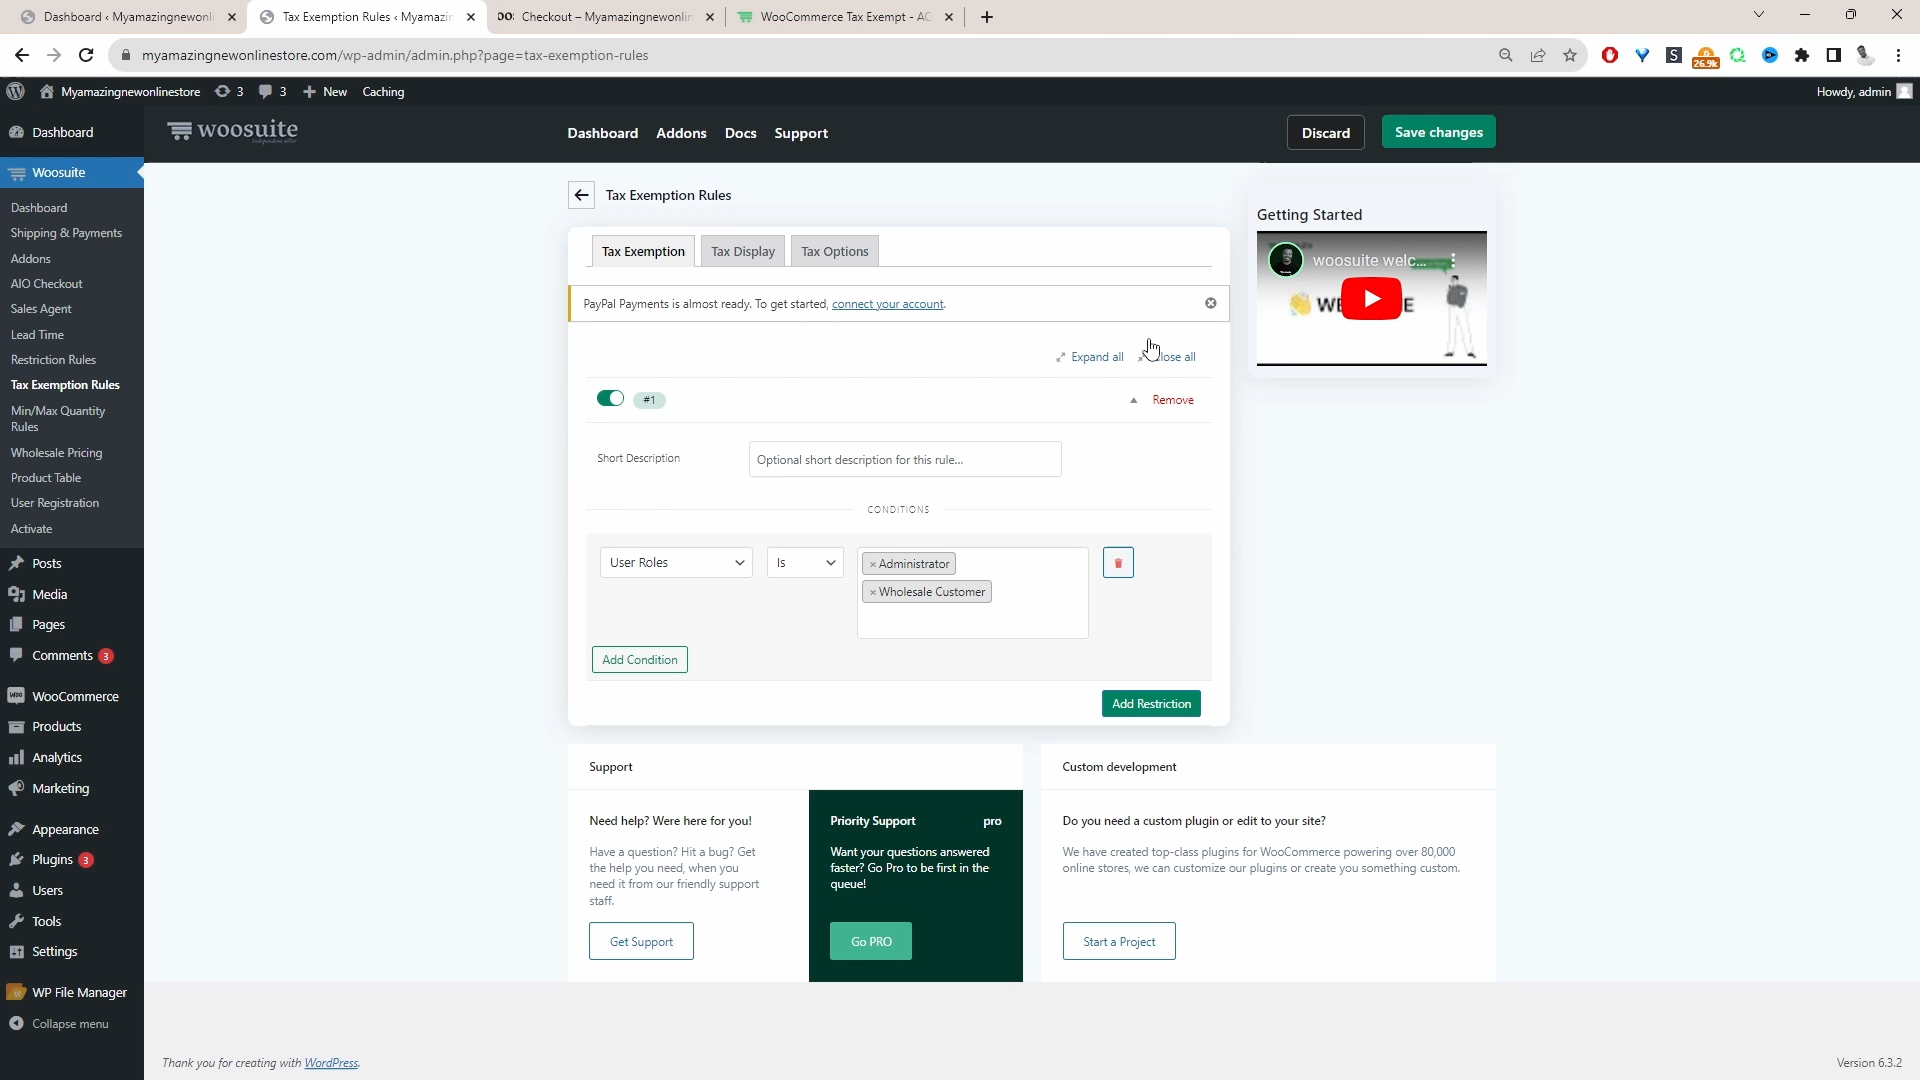 Dashboard ‹ Myamazingnewonli
Tax Exemption Rules ‹ Myamazin
Checkout – Myamazingnewonlin
WooCommerce Tax Exempt - AC
myamazingnewonlinestore.com/wp-admin/admin.php?page=tax-exemption-rules
26.9k
Myamazingnewonlinestore
3
3
New
Caching
Howdy, admin
Dashboard
woosuite
Dashboard
Addons
Docs
Support
Discard
Save changes
Woosuite
Dashboard
Shipping & Payments
Addons
AIO Checkout
Sales Agent
Lead Time
Restriction Rules
Tax Exemption Rules
Min/Max Quantity
Rules
Wholesale Pricing
Product Table
User Registration
Activate
Posts
Media
Pages
Comments 3
WooCommerce
Products
Analytics
Marketing
Appearance
Plugins 3
Users
Tools
Settings
WP File Manager
Collapse menu
Tax Exemption Rules
Tax Exemption
Tax Display
Tax Options
PayPal Payments is almost ready. To get started, connect your account.
Expand all
lose all
#1
Remove
Short Description
Optional short description for this rule...
CONDITIONS
User Roles
Is
× Administrator
× Wholesale Customer
Add Condition
Add Restriction
Getting Started
woosuite welc...
Support
Need help? Were here for you!
Have a question? Hit a bug? Get
the help you need, when you
need it from our friendly support
staff.
Get Support
Priority Support
pro
Want your questions answered
faster? Go Pro to be first in the
queue!
Go PRO
Custom development
Do you need a custom plugin or edit to your site?
We have created top-class plugins for WooCommerce powering over 80,000
online stores, we can customize our plugins or create you something custom.
Start a Project
Thank you for creating with WordPress.
Version 6.3.2